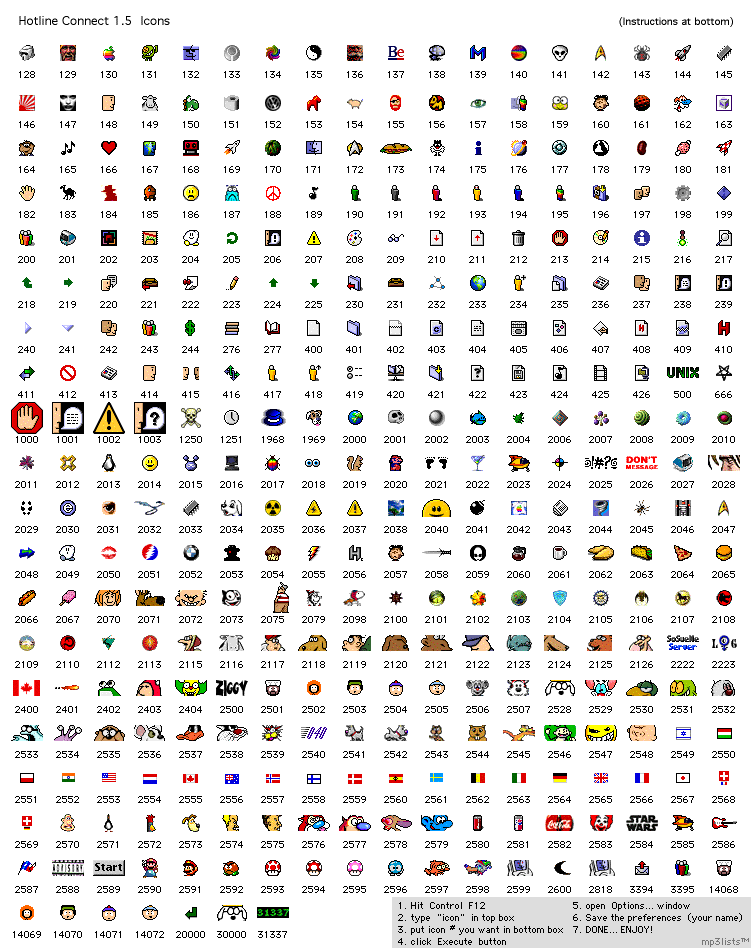 Hotline Connect 1.5 Icons
(Instructions at bottom)
Be
128 129 130 131 132 133 134 135 136 137 138 139 140 141 142 143 144 145
146 147 148 149 150 151 152 153 154 155 156 157 158 159 160 161 162 163
164 165 166 167 168 169 170 171 172 173 174 175 176 177 178 179 180 181
182 183 184 185 186 187 188 189 190 191 192 193 194 195 196 197 198 199
200 201 202 203 204 205 206 207 208 209 210 211 212 213 214 215 216 217
218 219 220 221 222 223 224 225 230 231 232 233 234 235 236 237 238 239
240 241 242 243 244 276 277 400 401 402 403 404 405 406 407 408 409 410
UNIX
411 412 413 414 415 416 417 418 419 420 421 422 423 424 425 426 500 666
1000 1001 1002 1003 1250 1251 1968 1969 2000 2001 2002 2003 2004 2006 2007 2008 2009 2010
@!#?@ DON'T MESSAGE
2011 2012 2013 2014 2015 2016 2017 2018 2019 2020 2021 2022 2023 2024 2025 2026 2027 2028
2029 2030 2031 2032 2033 2034 2035 2036 2037 2038 2040 2041 2042 2043 2044 2045 2046 2047
2048 2049 2050 2051 2052 2053 2054 2055 2056 2057 2058 2059 2060 2061 2062 2063 2064 2065
2066 2067 2070 2071 2072 2073 2075 2079 2098 2100 2101 2102 2103 2104 2105 2106 2107 2108
SoSueMe Server
2109 2110 2112 2113 2115 2116 2117 2118 2119 2120 2121 2122 2123 2124 2125 2126 2222 2223
ZIGGY
2400 2401 2402 2403 2404 2500 2501 2502 2503 2504 2505 2506 2507 2528 2529 2530 2531 2532
2533 2534 2535 2536 2537 2538 2539 2540 2541 2542 2543 2544 2545 2546 2547 2548 2549 2550
2551 2552 2553 2554 2555 2556 2557 2558 2559 2560 2561 2562 2563 2564 2565 2566 2567 2568
Coca-Cola STAR WARS
2569 2570 2571 2572 2573 2574 2575 2576 2577 2578 2579 2580 2581 2582 2583 2584 2585 2586
ADVISORY Start
2587 2588 2589 2590 2591 2592 2593 2594 2595 2596 2597 2598 2599 2600 2818 3394 3395 14068
31337
14069 14070 14071 14072 20000 30000 31337
1. Hit Control F12
2. type "icon" in top box
3. put icon # you want in bottom box
4. click Execute button
5. open Options... window
6. Save the preferences (your name)
7. DONE... ENJOY!
mp3lists™